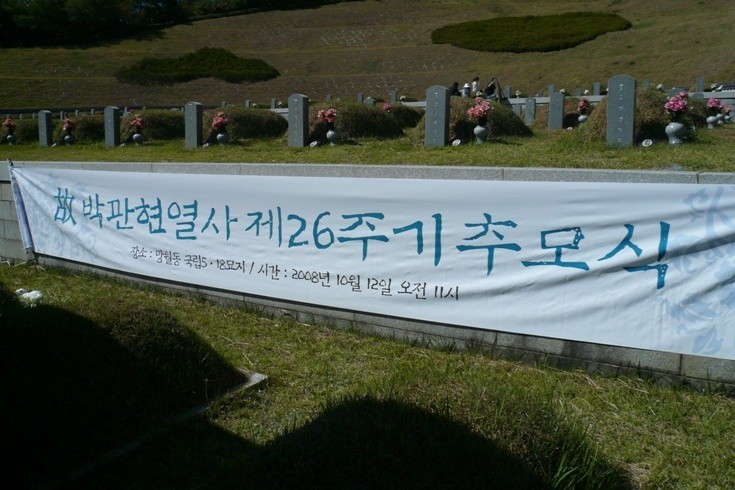 故 박관현열사 제26주기추모식
장소 : 망월동 국립5·18묘지 / 시간 : 2008년 10월 12일 오전 11시